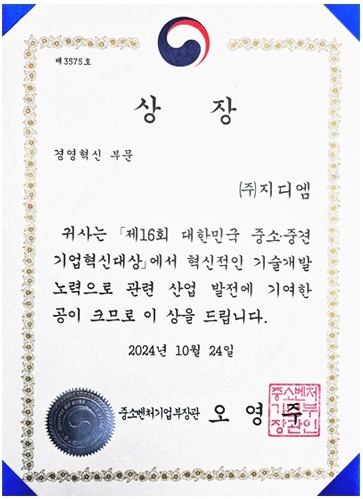 제3575호
상 장
경영혁신 부문
(주)지디엠
귀사는 「제16회 대한민국 중소·중견
기업혁신대상」에서 혁신적인 기술개발
노력으로 관련 산업 발전에 기여한
공이 크므로 이 상을 드립니다.
2024년 10월 24일
중소벤처기업부장관 오 영 주
중소벤처
기업부
장관인